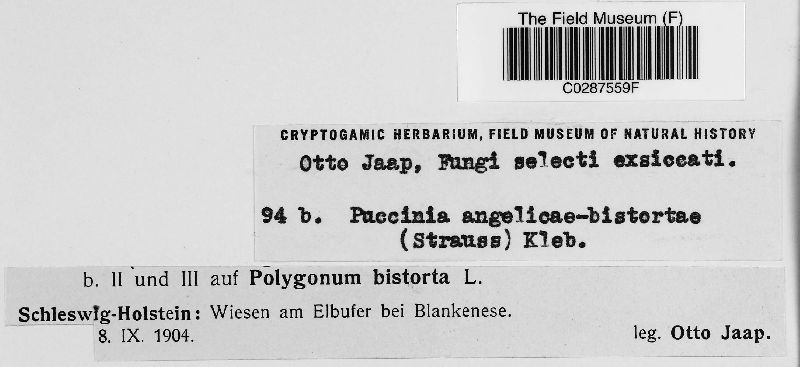 The Field Museum (F)
C0287559F
CRYPTOGAMIC HERBARIUM, FIELD MUSEUM OF NATURAL HISTORY
Otto Jaap, Fungi selecti exsiccati.
94 b. Puccinia angelicae-bistortae
(Strauss) Kleb.
b. II und III auf Polygonum bistorta L.
Schleswig-Holstein: Wiesen am Elbufer bei Blankenese.
8. IX. 1904. leg. Otto Jaap.